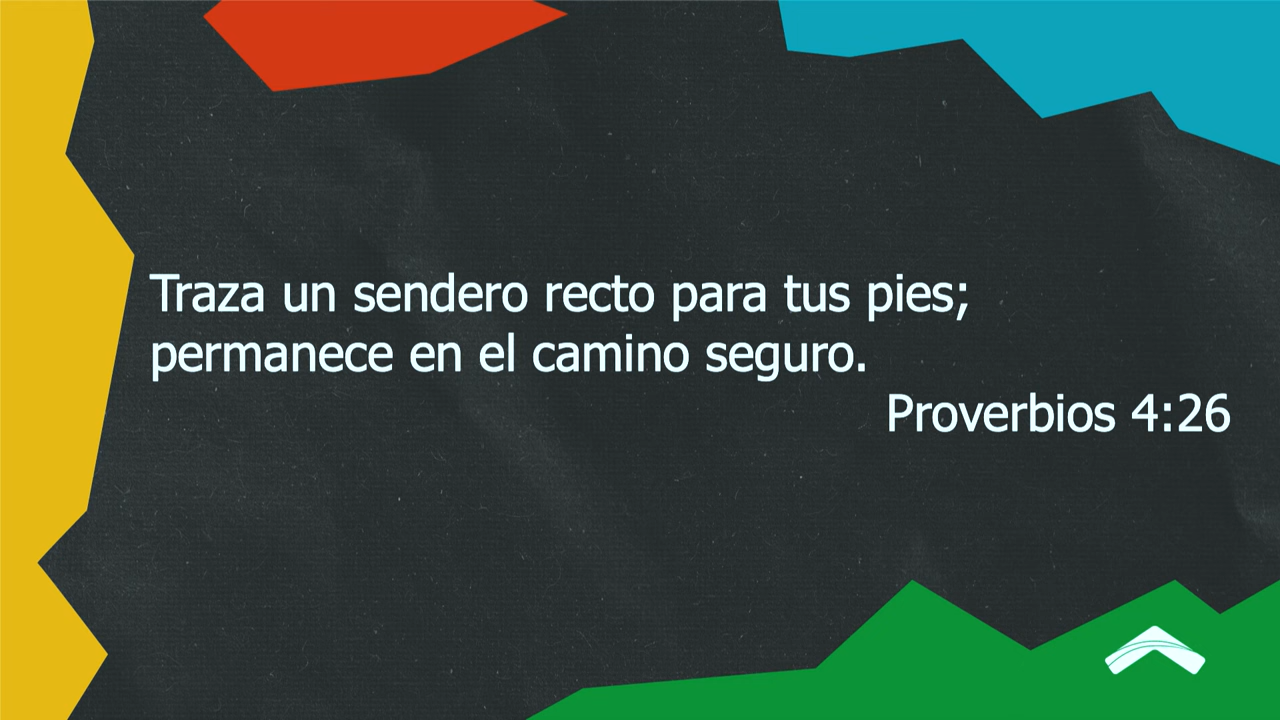 Traza un sendero recto para tus pies;
permanece en el camino seguro.
Proverbios 4:26